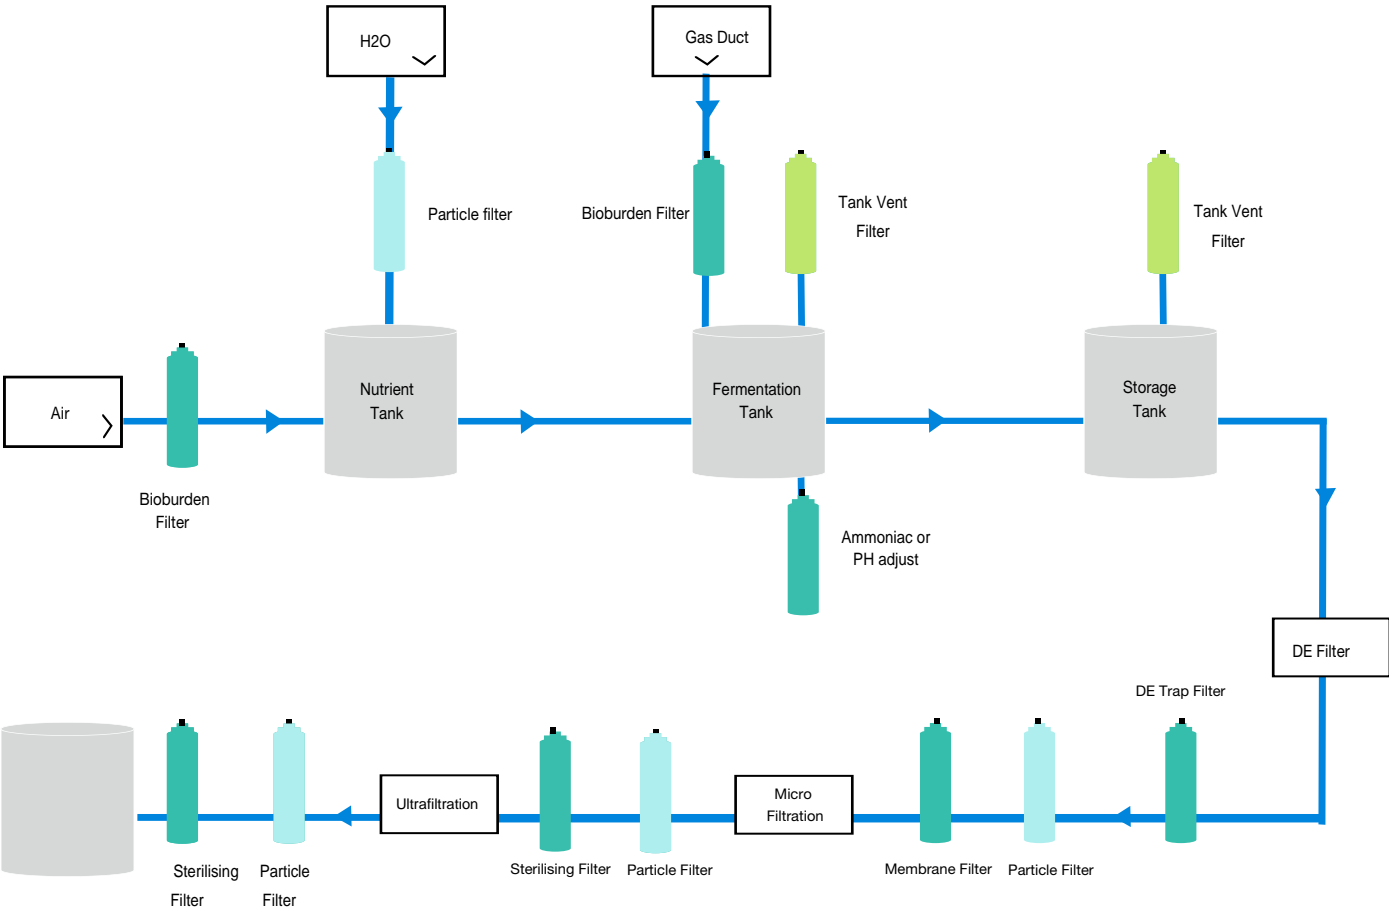 H2O
Gas Duct
Particle filter
Bioburden Filter
Tank Vent
Filter
Tank Vent
Filter
Air
Nutrient
Tank
Fermentation
Tank
Storage
Tank
Bioburden
Filter
Ammoniac or
PH adjust
DE Filter
DE Trap Filter
Ultrafiltration
Micro
Filtration
Sterilising
Filter
Particle
Filter
Sterilising Filter
Particle Filter
Membrane Filter
Particle Filter